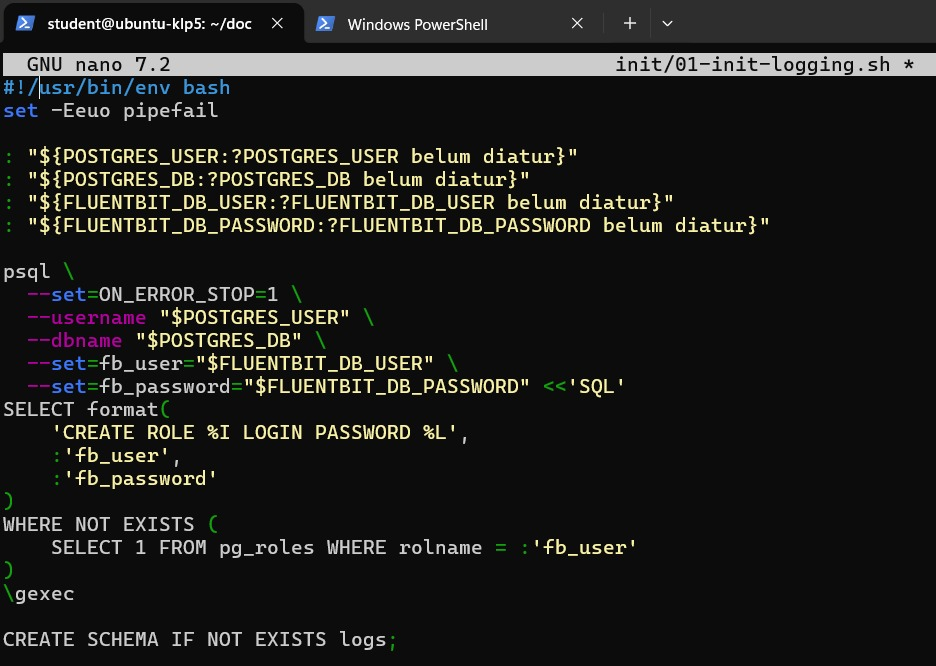 student@ubuntu-klp5: ~/doc
Windows PowerShell
GNU nano 7.2 init/01-init-logging.sh *
#!/usr/bin/env bash
set -Eeuo pipefail
: "${POSTGRES_USER:?POSTGRES_USER belum diatur}"
: "${POSTGRES_DB:?POSTGRES_DB belum diatur}"
: "${FLUENTBIT_DB_USER:?FLUENTBIT_DB_USER belum diatur}"
: "${FLUENTBIT_DB_PASSWORD:?FLUENTBIT_DB_PASSWORD belum diatur}"
psql \
  --set=ON_ERROR_STOP=1 \
  --username "$POSTGRES_USER" \
  --dbname "$POSTGRES_DB" \
  --set=fb_user="$FLUENTBIT_DB_USER" \
  --set=fb_password="$FLUENTBIT_DB_PASSWORD" <<'SQL'
SELECT format(
    'CREATE ROLE %I LOGIN PASSWORD %L',
    :'fb_user',
    :'fb_password'
)
WHERE NOT EXISTS (
    SELECT 1 FROM pg_roles WHERE rolname = :'fb_user'
)
\gexec
CREATE SCHEMA IF NOT EXISTS logs;